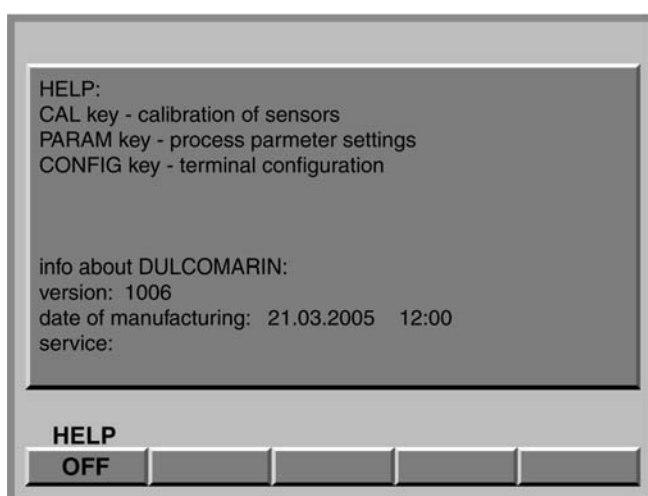 HELP:
CAL key - calibration of sensors
PARAM key - process parmeter settings
CONFIG key - terminal configuration
info about DULCOMARIN:
version: 1006
date of manufacturing: 21.03.2005 12:00
service:
HELP
OFF